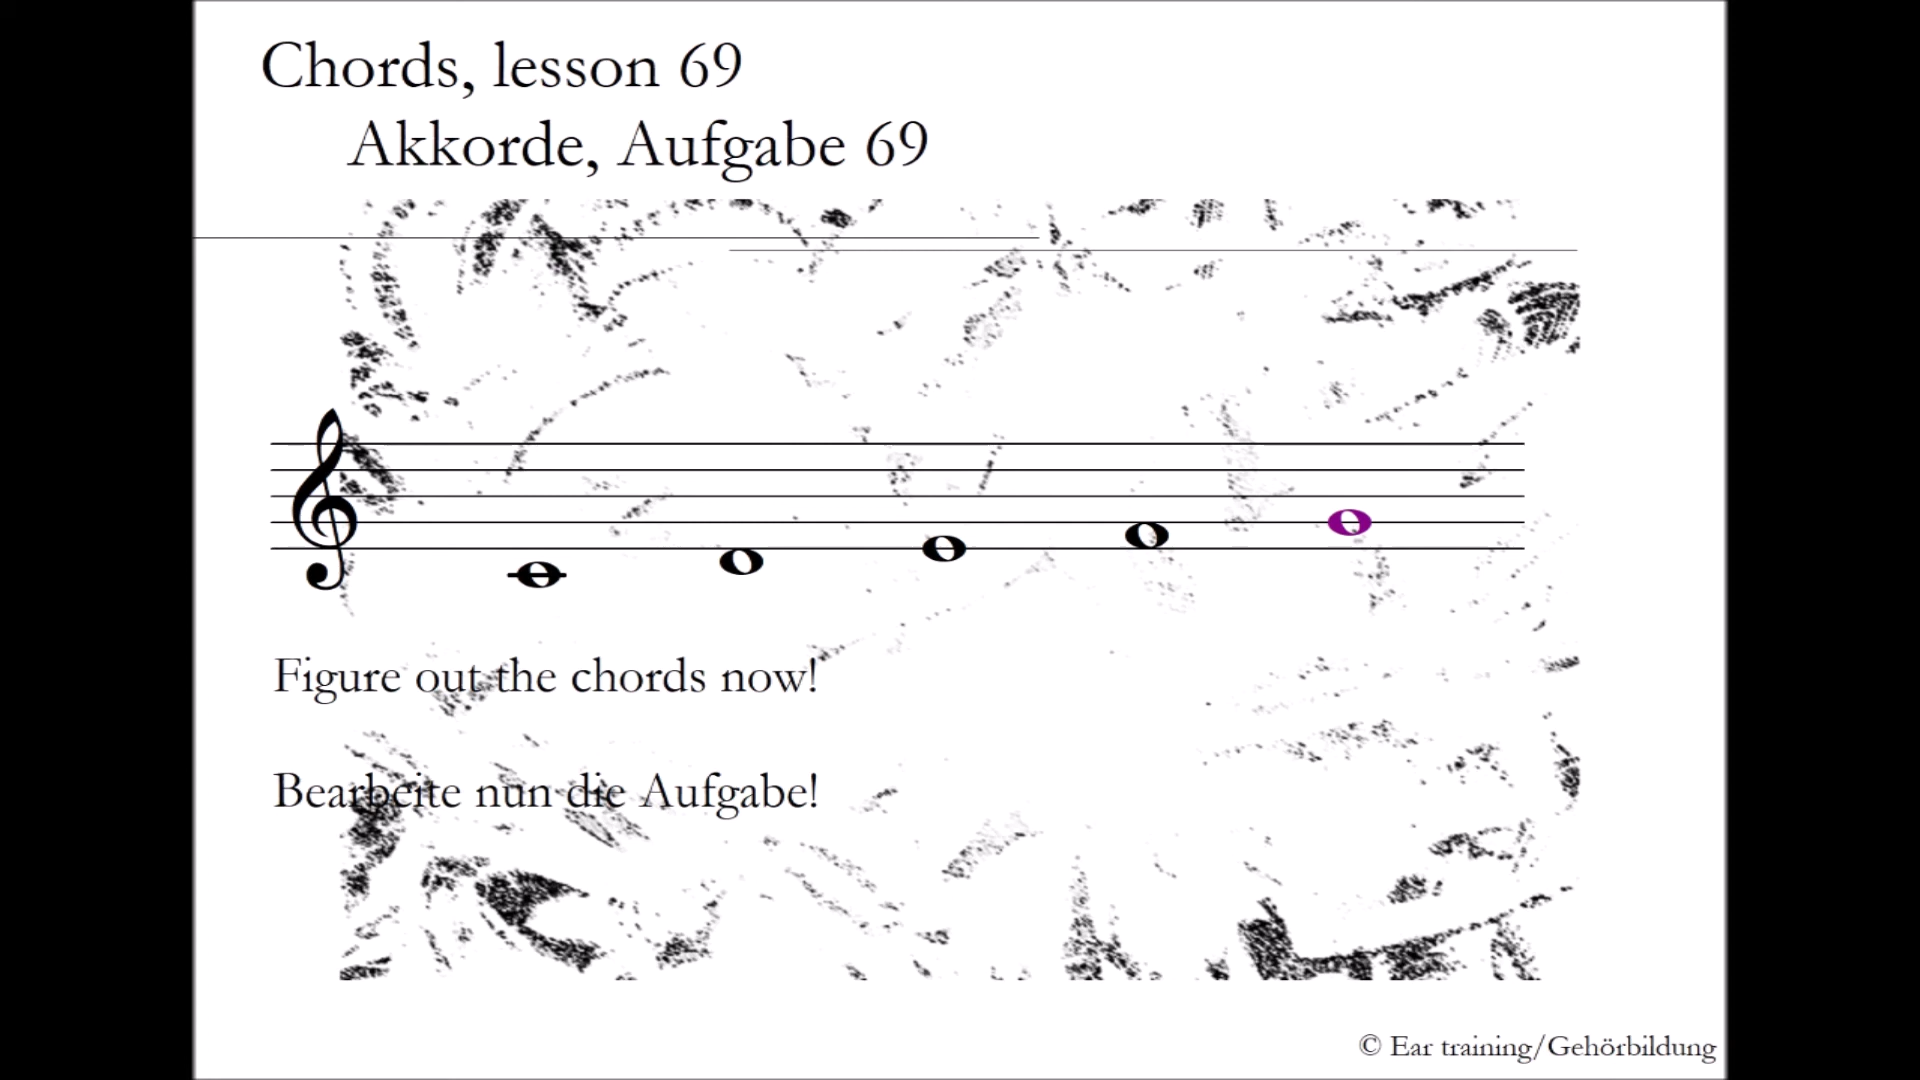 Chords, lesson 69
Akkorde, Aufgabe 69
Figure out the chords now!
Bearbeite nun die Aufgabe!
© Ear training/Gehörbildung